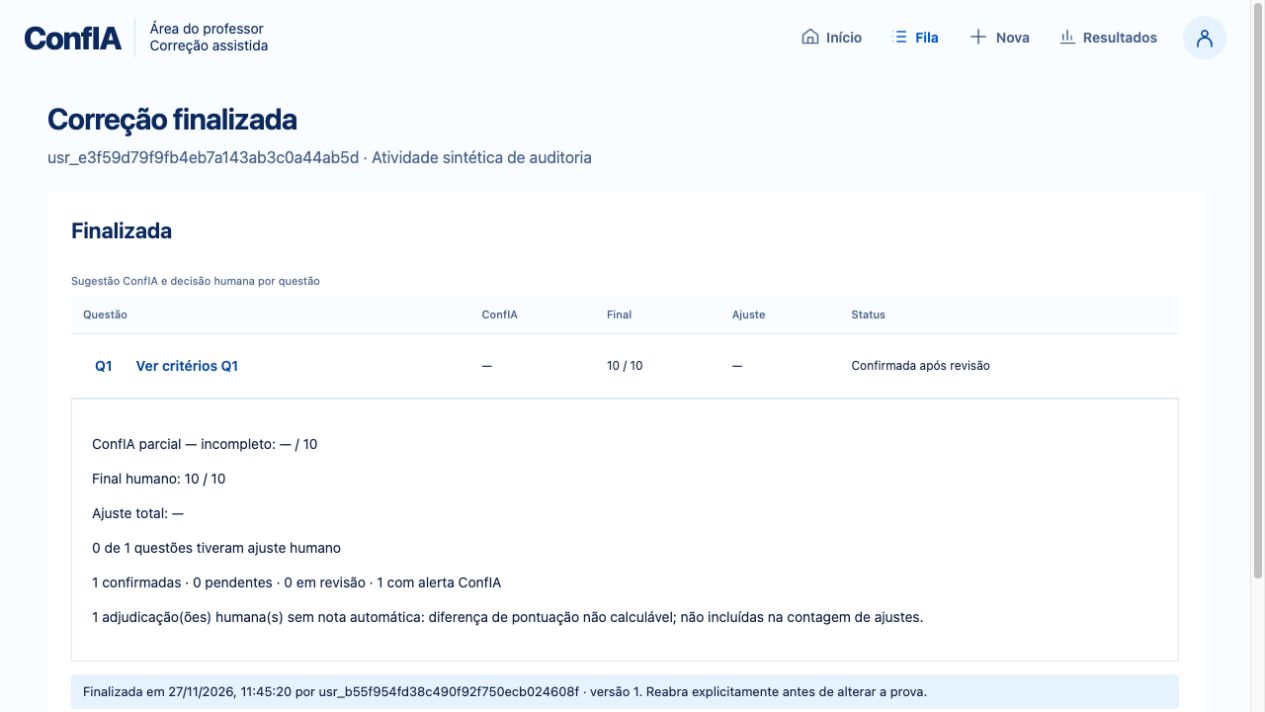 ConfIA
Área do professor
Correção assistida
Início
Fila
Nova
Resultados
Correção finalizada
usr_e3f59d79f9fb4eb7a143ab3c0a44ab5d · Atividade sintética de auditoria
Finalizada
Sugestão ConfIA e decisão humana por questão
Questão ConfIA Final Ajuste Status
Q1 Ver critérios Q1 — 10 / 10 — Confirmada após revisão
ConfIA parcial — incompleto: — / 10
Final humano: 10 / 10
Ajuste total: —
0 de 1 questões tiveram ajuste humano
1 confirmadas · 0 pendentes · 0 em revisão · 1 com alerta ConfIA
1 adjudicação(ões) humana(s) sem nota automática: diferença de pontuação não calculável; não incluídas na contagem de ajustes.
Finalizada em 27/11/2026, 11:45:20 por usr_b55f954fd38c490f92f750ecb024608f · versão 1. Reabra explicitamente antes de alterar a prova.